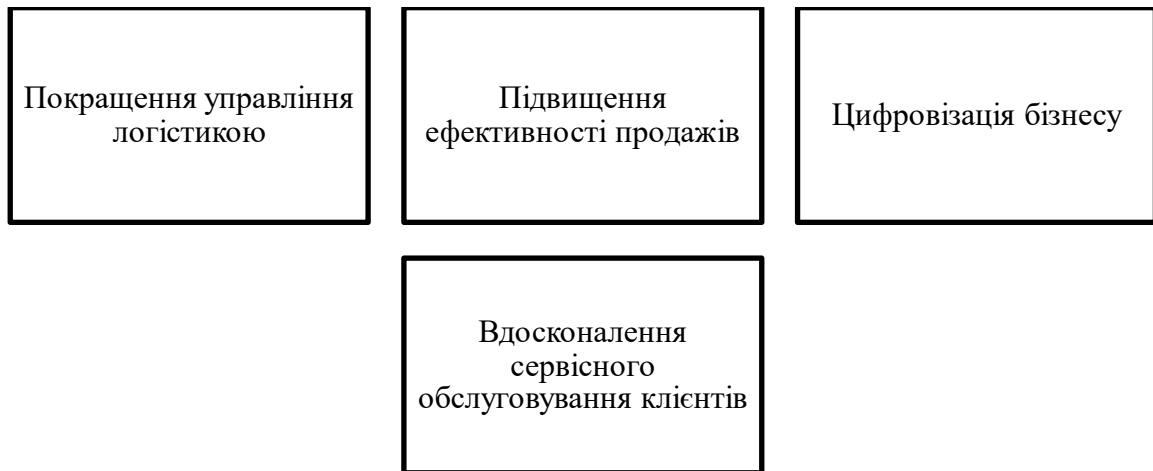 Покращення управління
логістикою
Підвищення
ефективності продажів
Цифровізація бізнесу
Вдосконалення
сервісного
обслуговування клієнтів